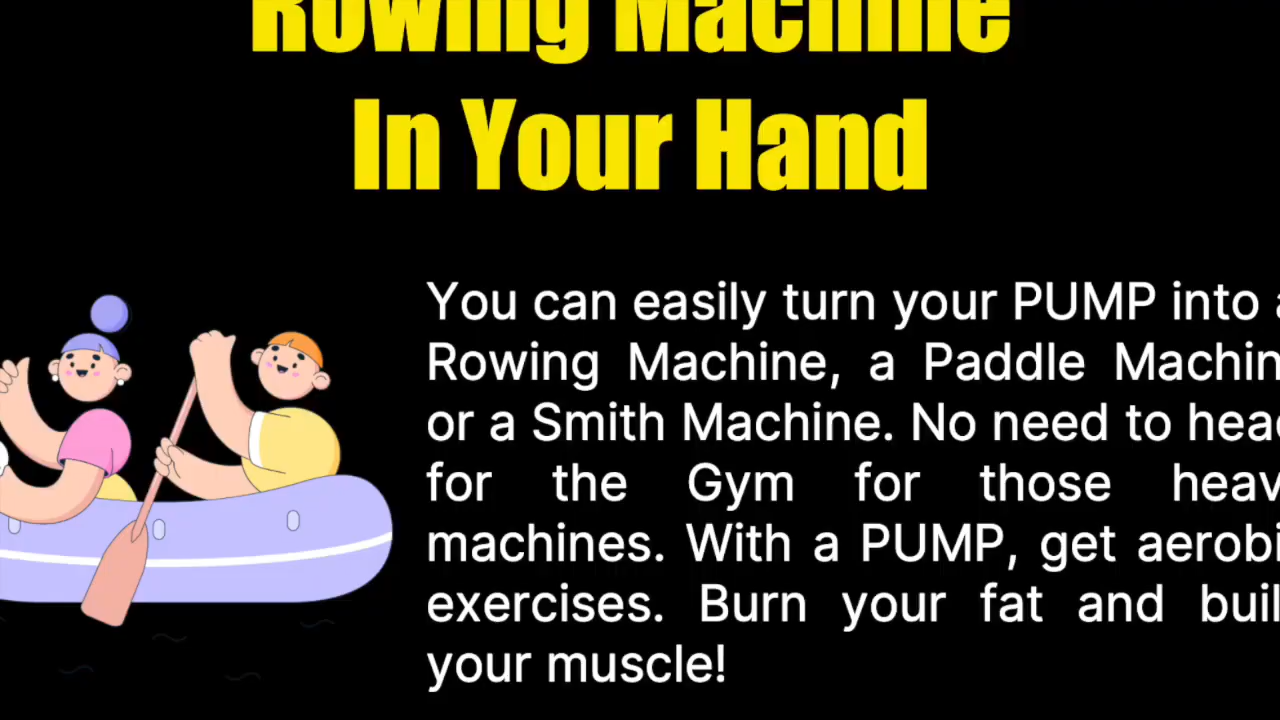 Rowing Machine
In Your Hand
You can easily turn your PUMP into a
Rowing Machine, a Paddle Machin
or a Smith Machine. No need to hea
for the Gym for those heav
machines. With a PUMP, get aerobi
exercises. Burn your fat and buil
your muscle!